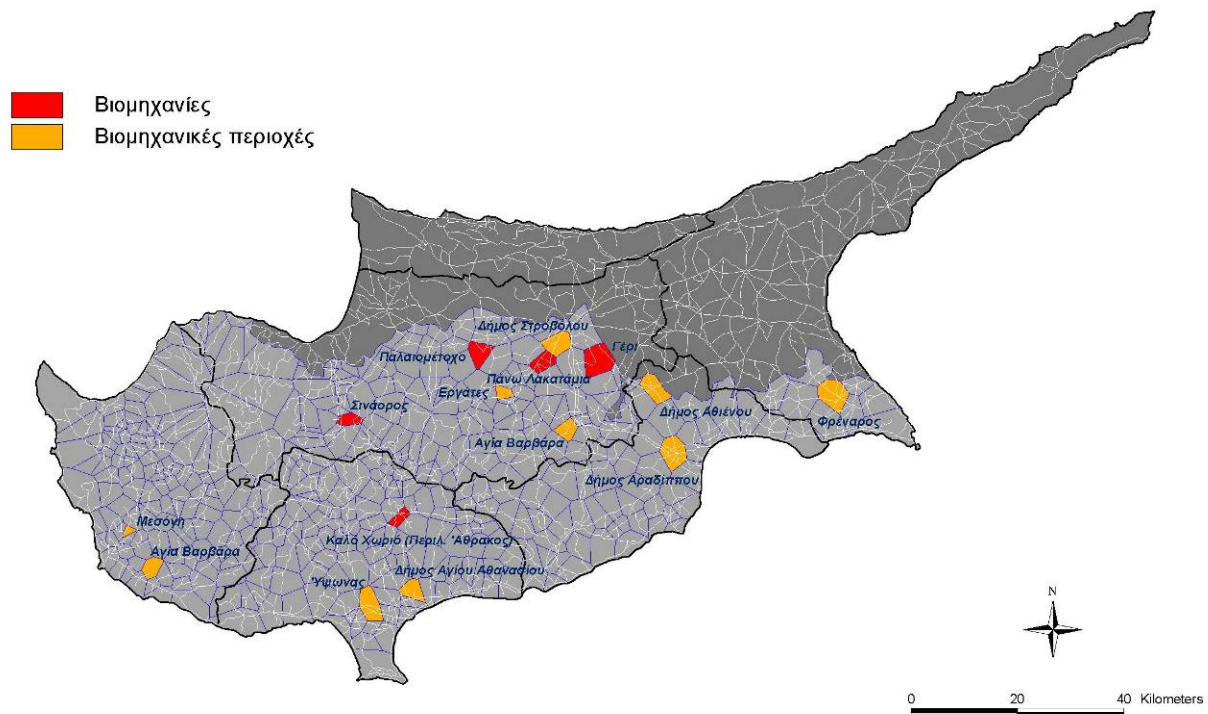 Βιομηχανίες
Βιομηχανικές περιοχές
Δήμος Στροβόλου
Παλαιομέτοχο
Γέρι
Πάνω Λακατάμια
Εργάτες
Σινάορος
Δήμος Αθιένου
Φρέναρος
Αγία Βαρβάρα
Δήμος Αραδίππου
Μεσόγη
Καλό Χωριό (Περιλ. Άθρακος)
Αγία Βαρβάρα
Δήμος Αγίου Αθανασίου
Ύψωνας
N
0 20 40 Kilometers